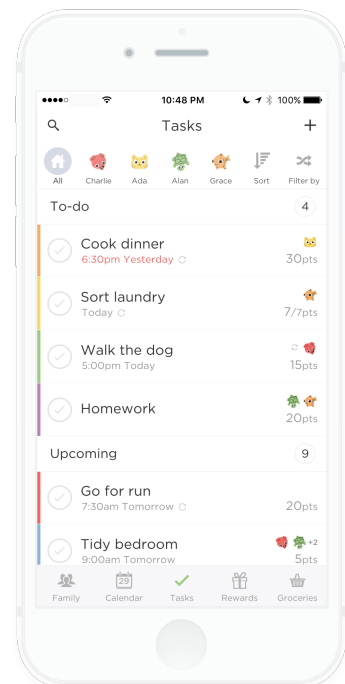 10:48 PM 100%
Tasks
All Charlie Ada Alan Grace Sort Filter by
To-do 4
Cook dinner
6:30pm Yesterday 30pts
Sort laundry
Today 7/7pts
Walk the dog
5:00pm Today 15pts
Homework
20pts
Upcoming 9
Go for run
7:30am Tomorrow 20pts
Tidy bedroom +2
9:00am Tomorrow 5pts
29
Family Calendar Tasks Rewards Groceries